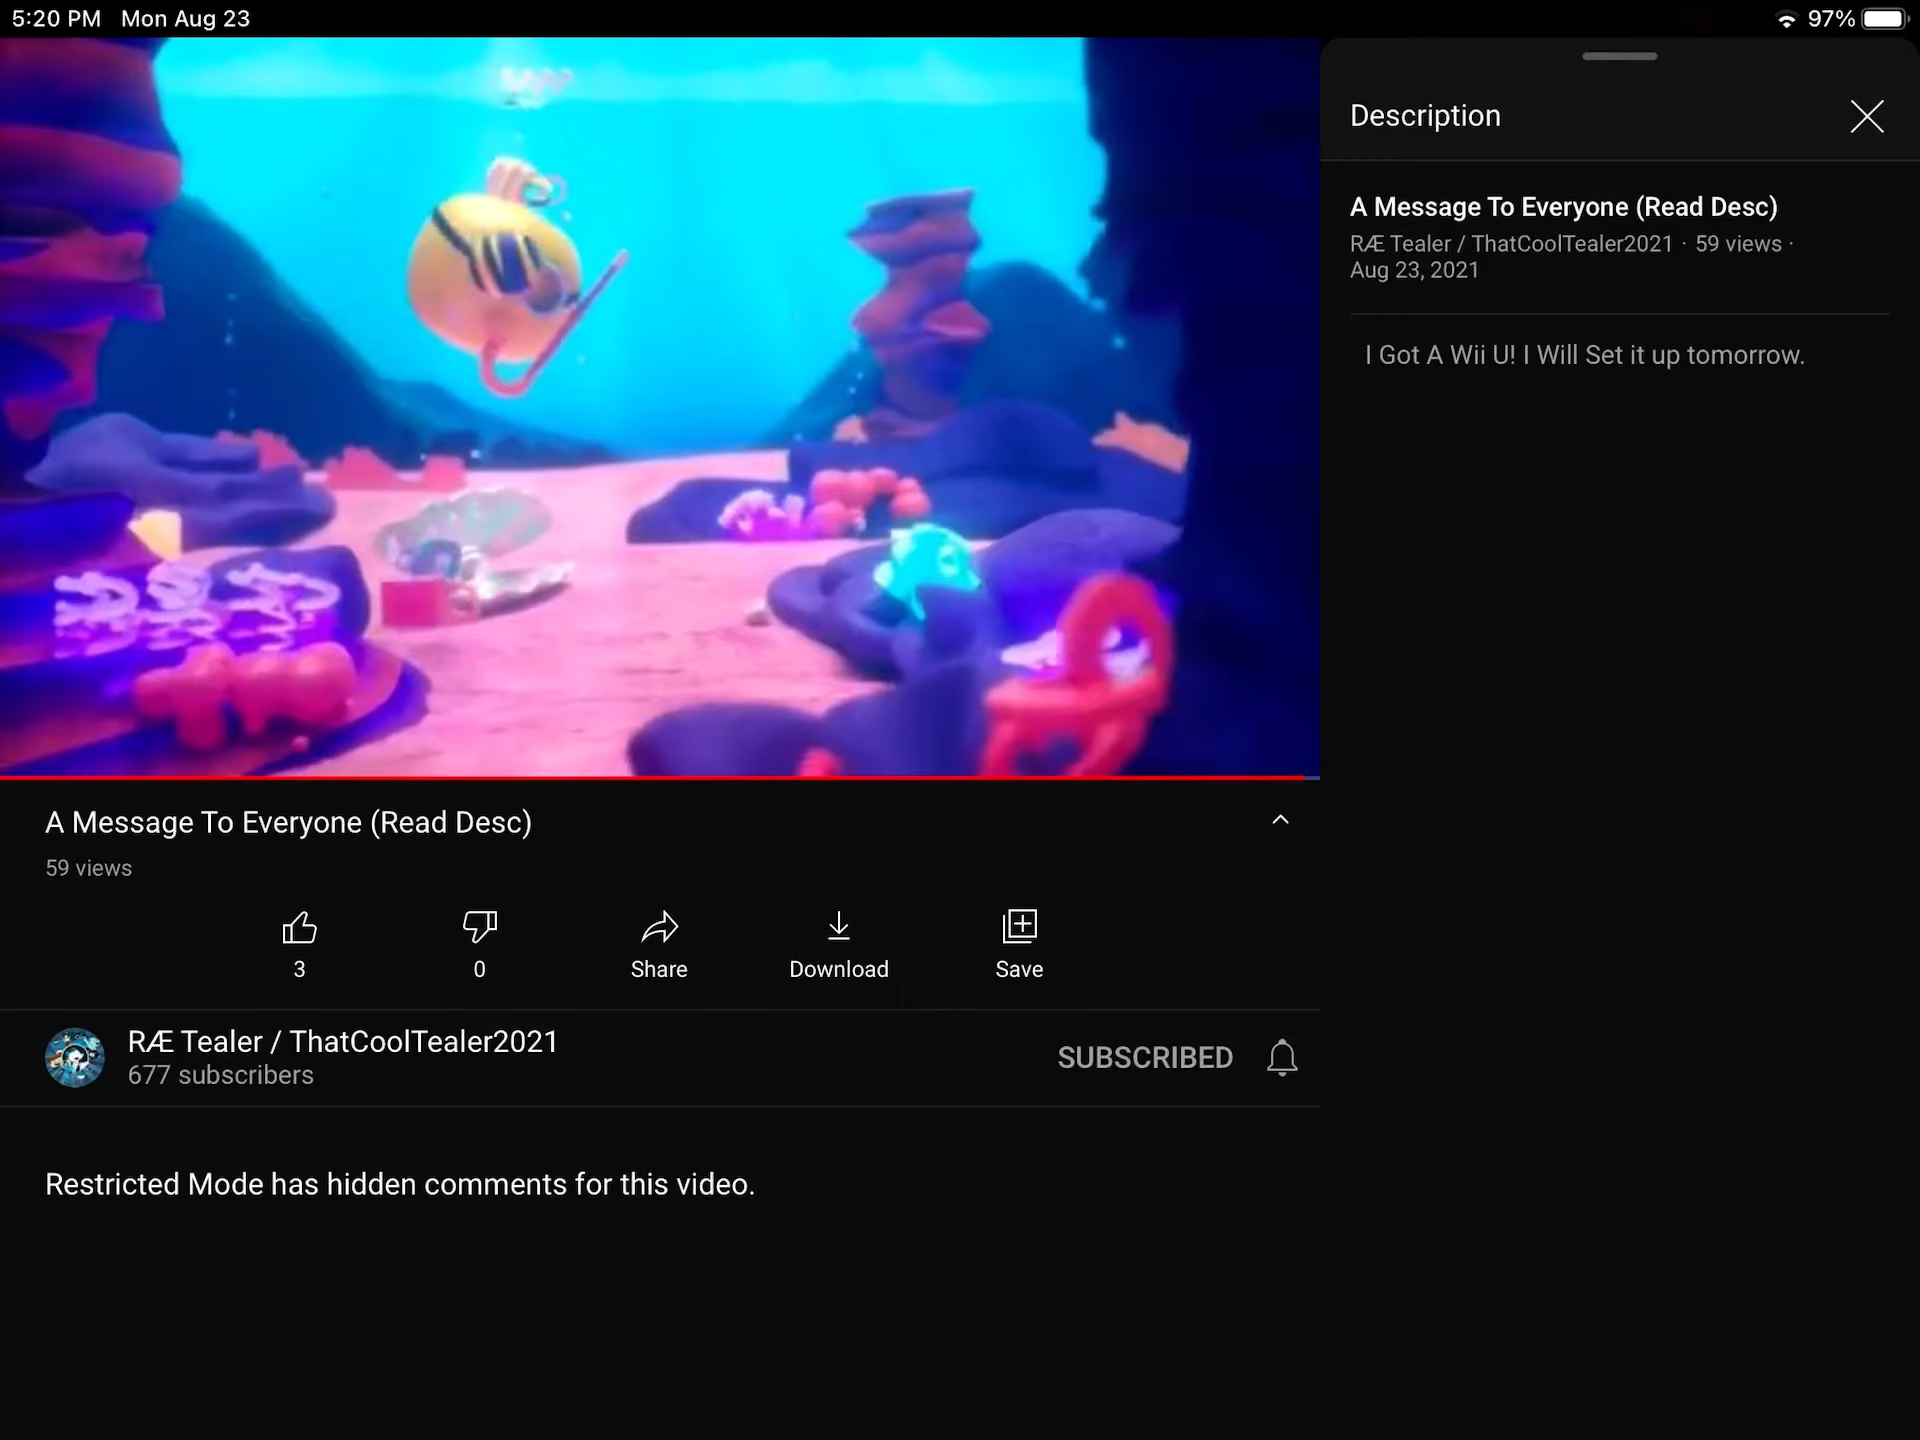 5:20 PM Mon Aug 23
97%
Description
A Message To Everyone (Read Desc)
RÆ Tealer / ThatCoolTealer2021 · 59 views ·
Aug 23, 2021
I Got A Wii U! I Will Set it up tomorrow.
A Message To Everyone (Read Desc)
59 views
3
0
Share
Download
Save
RÆ Tealer / ThatCoolTealer2021
677 subscribers
SUBSCRIBED
Restricted Mode has hidden comments for this video.